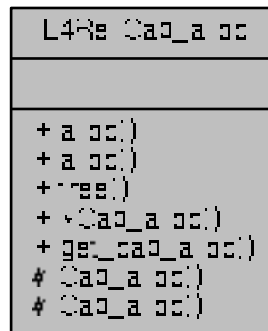 L4Re::Cap_alloc
+ alloc()
+ alloc()
+ free()
+ ~Cap_alloc()
+ get_cap_alloc()
# Cap_alloc()
# Cap_alloc()